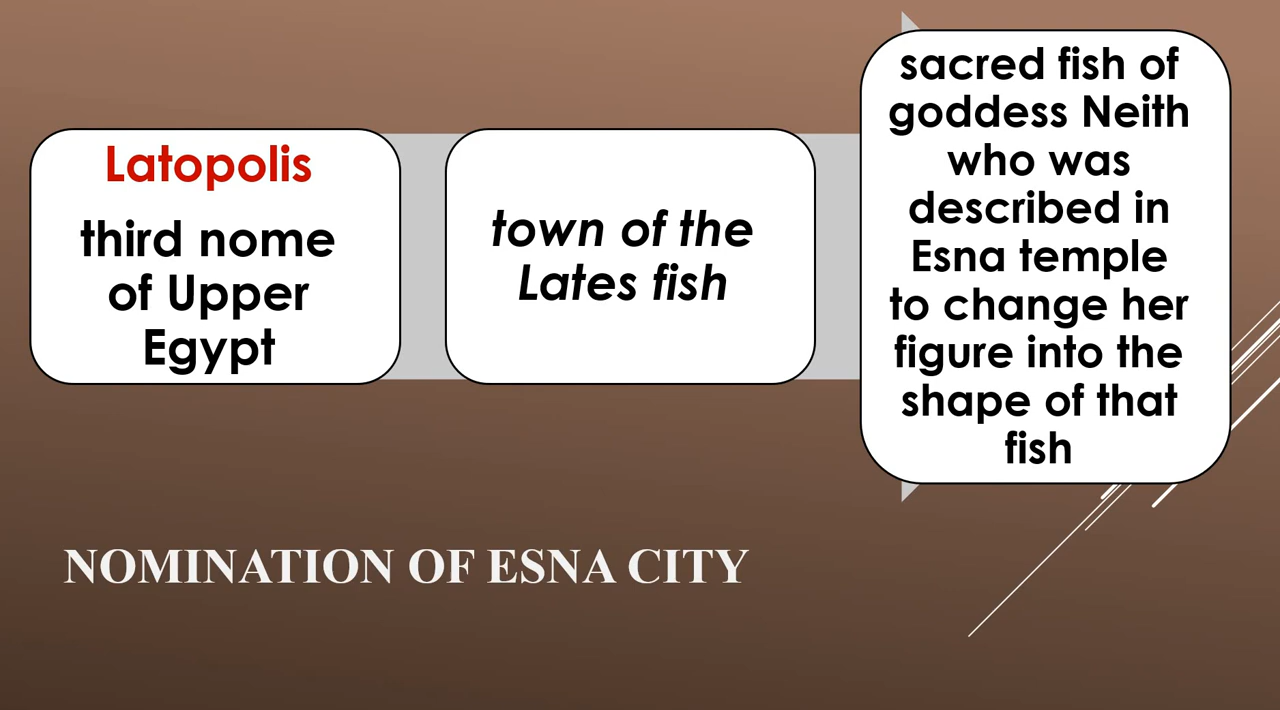 Latopolis
third nome
of Upper
Egypt
town of the
Lates fish
sacred fish of
goddess Neith
who was
described in
Esna temple
to change her
figure into the
shape of that
fish
NOMINATION OF ESNA CITY